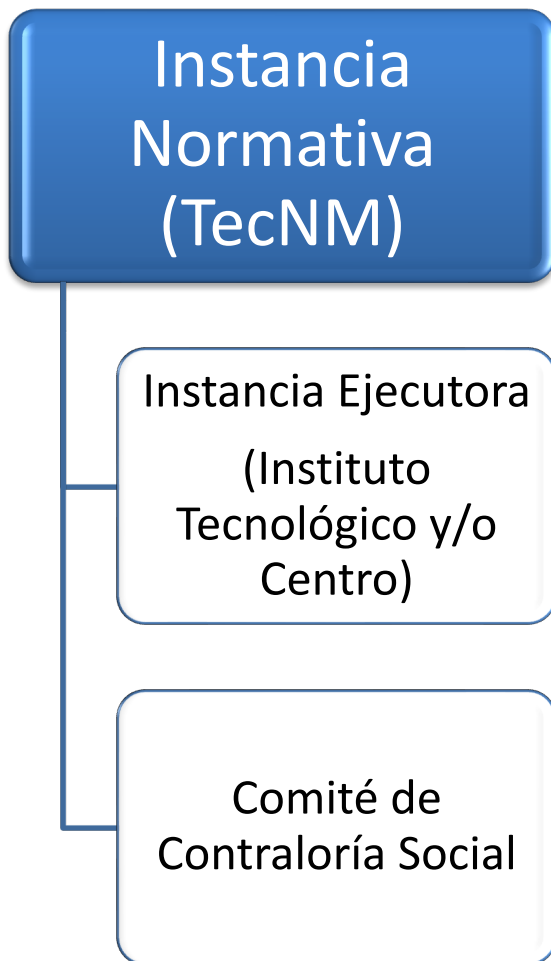 Instancia
Normativa
(TecNM)
Instancia Ejecutora
(Instituto
Tecnológico y/o
Centro)
Comité de
Contraloría Social